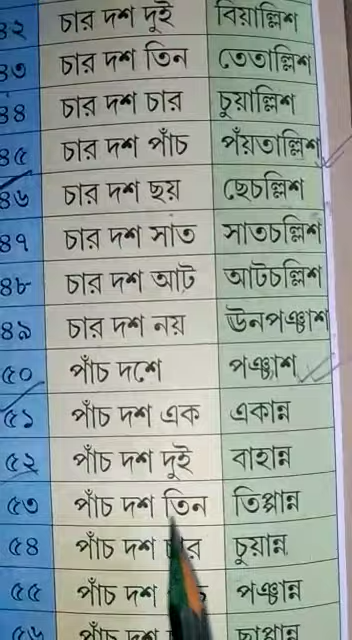 ৪২ চার দশ দুই বিয়াল্লিশ
৪৩ চার দশ তিন তেতাল্লিশ
৪৪ চার দশ চার চুয়াল্লিশ
৪৫ চার দশ পাঁচ পঁয়তাল্লিশ
৪৬ চার দশ ছয় ছেচল্লিশ
৪৭ চার দশ সাত সাতচল্লিশ
৪৮ চার দশ আট আটচল্লিশ
৪৯ চার দশ নয় ঊনপঞ্চাশ
৫০ পাঁচ দশে পঞ্চাশ
৫১ পাঁচ দশ এক একান্ন
৫২ পাঁচ দশ দুই বাহান্ন
৫৩ পাঁচ দশ তিন তিপ্পান্ন
৫৪ পাঁচ দশ চার চুয়ান্ন
৫৫ পাঁচ দশ পঞ্চান্ন
৫৬ পাঁচ দশ ছাপ্পান্ন